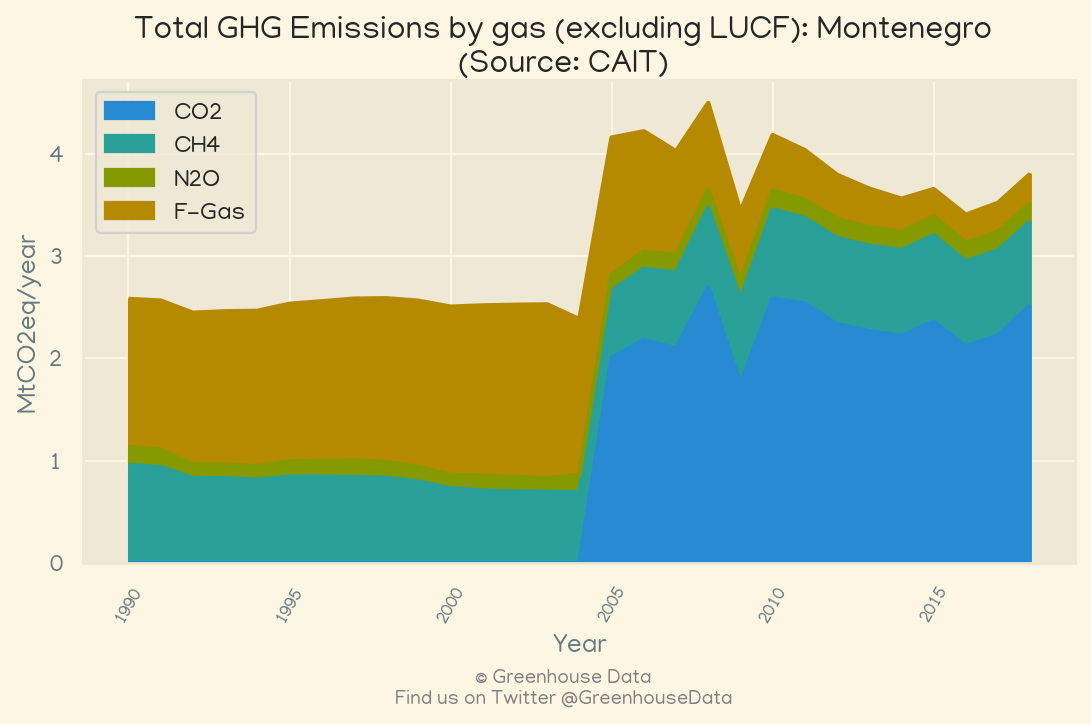 Total GHG Emissions by gas (excluding LUCF): Montenegro
(Source: CAIT)
CO2
CH4
N2O
F-Gas
MtCO2eq/year
4
3
2
1
0
1990
1995
2000
2005
2010
2015
Year
© Greenhouse Data
Find us on Twitter @GreenhouseData